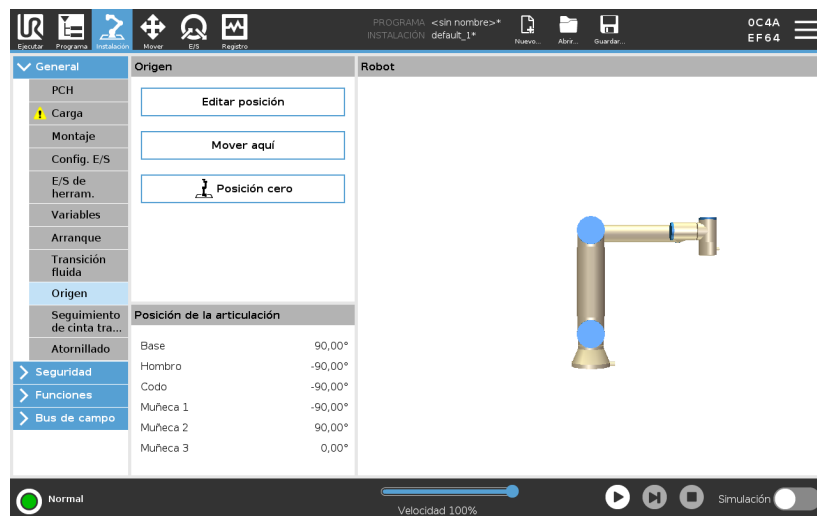 PROGRAMA <sin nombre>*
INSTALACIÓN default_1*
Ejecutar
Programa
Instalación
Mover
E/S
Registro
Nuevo...
Abrir...
Guardar...
0C4A
EF64
General
PCH
Carga
Montaje
Config. E/S
E/S de
herram.
Variables
Arranque
Transición
fluida
Origen
Seguimiento
de cinta tra...
Atornillado
Seguridad
Funciones
Bus de campo
Origen
Editar posición
Mover aquí
Posición cero
Posición de la articulación
Base 90,00°
Hombro -90,00°
Codo -90,00°
Muñeca 1 -90,00°
Muñeca 2 90,00°
Muñeca 3 0,00°
Robot
Normal
Velocidad 100%
Simulación